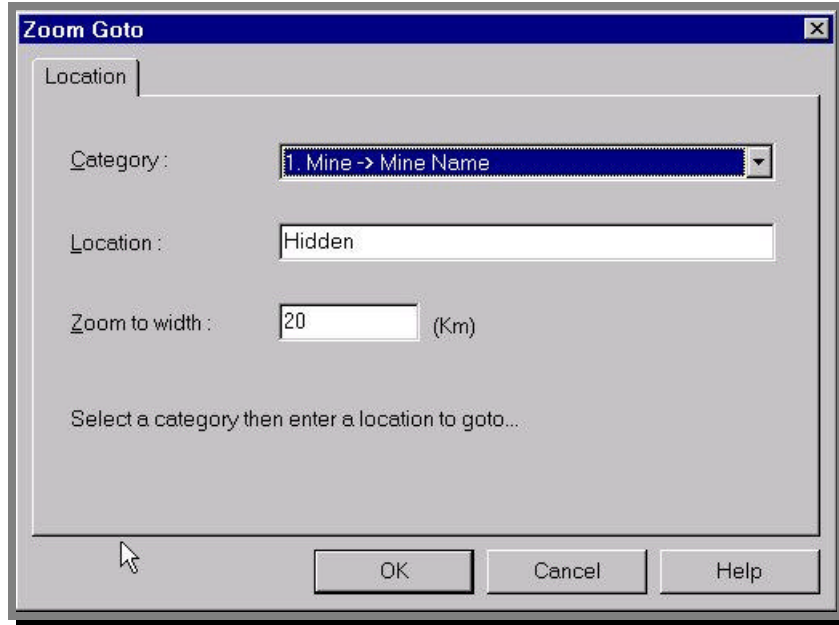 Zoom Goto
Location
Category :
1. Mine -> Mine Name
Location :
Hidden
Zoom to width :
20
(Km)
Select a category then enter a location to goto...
OK
Cancel
Help